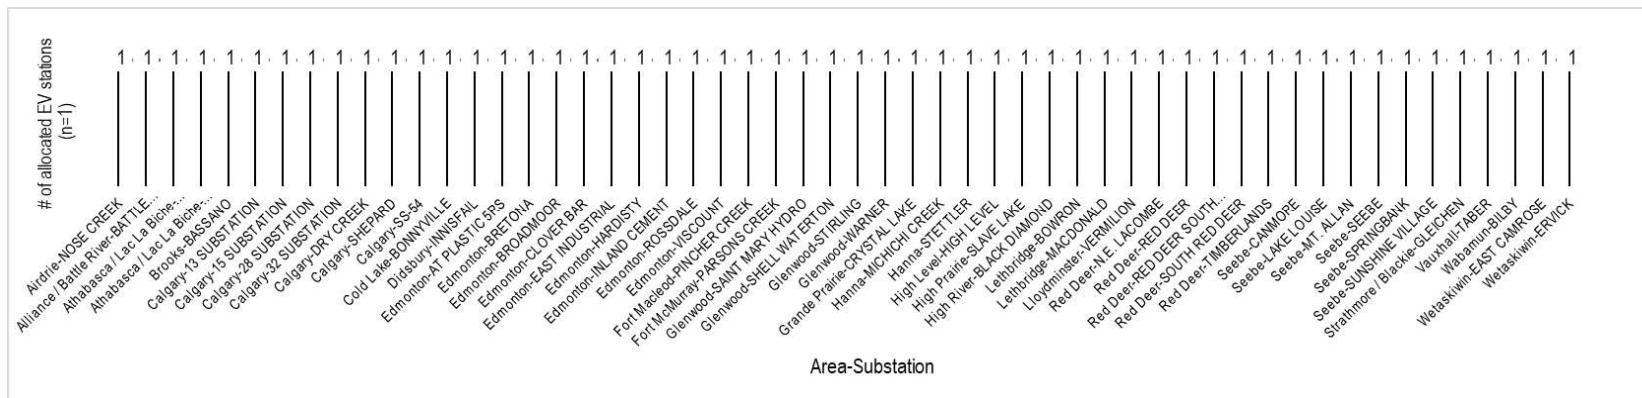 # of allocated EV stations
(n=1)
1 1 1 1 1 1 1 1 1 1 1 1 1 1 1 1 1 1 1 1 1 1 1 1 1 1 1 1 1 1 1 1 1 1 1 1 1 1 1 1 1 1 1 1 1 1 1 1 1 1 1 1 1 1
Airdrie-NOSE CREEK
Alliance / Battle River-BATTLE...
Athabasca / Lac La Biche-...
Athabasca / Lac La Biche-...
Brooks-BASSANO
Calgary-13 SUBSTATION
Calgary-15 SUBSTATION
Calgary-28 SUBSTATION
Calgary-32 SUBSTATION
Calgary-DRY CREEK
Calgary-SHEPARD
Calgary-SS-54
Cold Lake-BONNYVILLE
Didsbury-INNISFAIL
Edmonton-AT PLASTIC 5PS
Edmonton-BRETONA
Edmonton-BROADMOOR
Edmonton-CLOVER BAR
Edmonton-EAST INDUSTRIAL
Edmonton-HARDISTY
Edmonton-INLAND CEMENT
Edmonton-ROSSDALE
Edmonton-VISCOUNT
Fort Macleod-PINCHER CREEK
Fort McMurray-PARSONS CREEK
Glenwood-SAINT MARY HYDRO
Glenwood-SHELL WATERTON
Glenwood-STIRLING
Glenwood-WARNER
Grande Prairie-CRYSTAL LAKE
Hanna-MICHICHI CREEK
Hanna-STETTLER
High Level-HIGH LEVEL
High Prairie-SLAVE LAKE
High River-BLACK DIAMOND
Lethbridge-BOWRON
Lethbridge-MACDONALD
Lloydminster-VERMILION
Red Deer-N.E. LACOMBE
Red Deer-RED DEER
Red Deer-RED DEER SOUTH...
Red Deer-SOUTH RED DEER
Red Deer-TIMBERLANDS
Seebe-CANMORE
Seebe-LAKE LOUISE
Seebe-MT. ALLAN
Seebe-SEEBE
Seebe-SPRINGBANK
Seebe-SUNSHINE VILLAGE
Strathmore / Blackie-GLEICHEN
Vauxhall-TABER
Wabamun-BILBY
Wetaskiwin-EAST CAMROSE
Wetaskiwin-ERVICK
Area-Substation